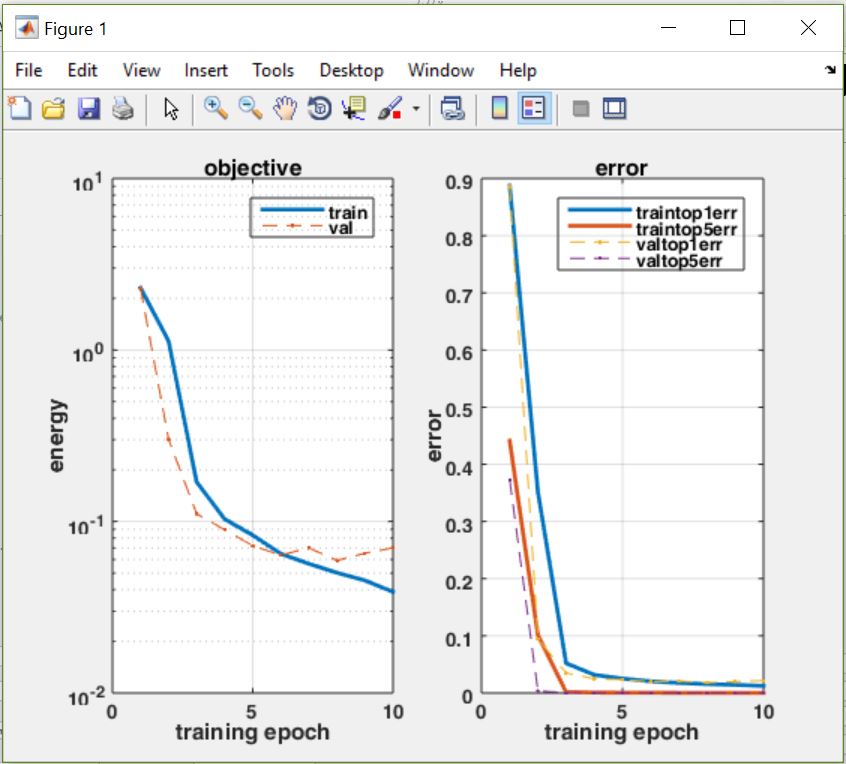 Figure 1
File Edit View Insert Tools Desktop Window Help
objective
10^1
10^0
10^-1
10^-2
energy
train
val
0 5 10
training epoch
error
0.9
0.8
0.7
0.6
0.5
0.4
0.3
0.2
0.1
0
error
traintop1err
traintop5err
valtop1err
valtop5err
0 5 10
training epoch